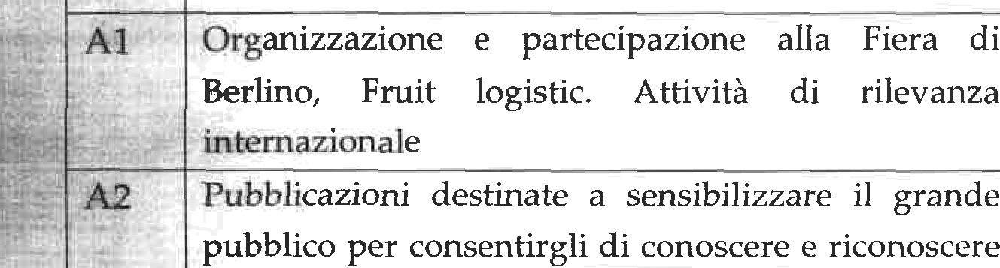 A1 Organizzazione e partecipazione alla Fiera di
Berlino, Fruit logistic. Attività di rilevanza
internazionale
A2 Pubblicazioni destinate a sensibilizzare il grande
pubblico per consentirgli di conoscere e riconoscere